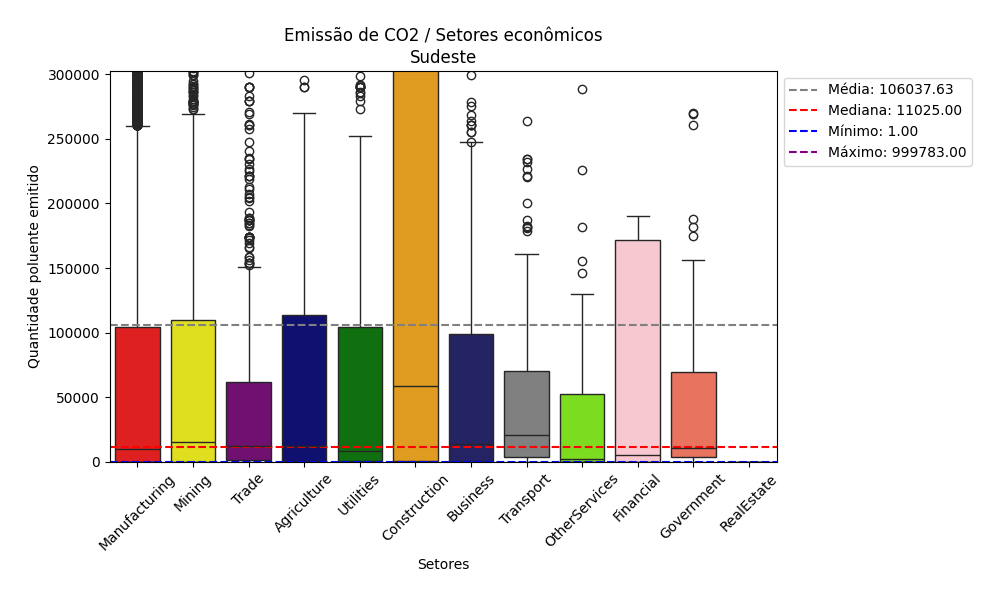 Emissão de CO2 / Setores econômicos
Sudeste
Quantidade poluente emitido
300000
250000
200000
150000
100000
50000
0
Manufacturing
Mining
Trade
Agriculture
Utilities
Construction
Business
Transport
OtherServices
Financial
Government
RealEstate
Setores
Média: 106037.63
Mediana: 11025.00
Mínimo: 1.00
Máximo: 999783.00